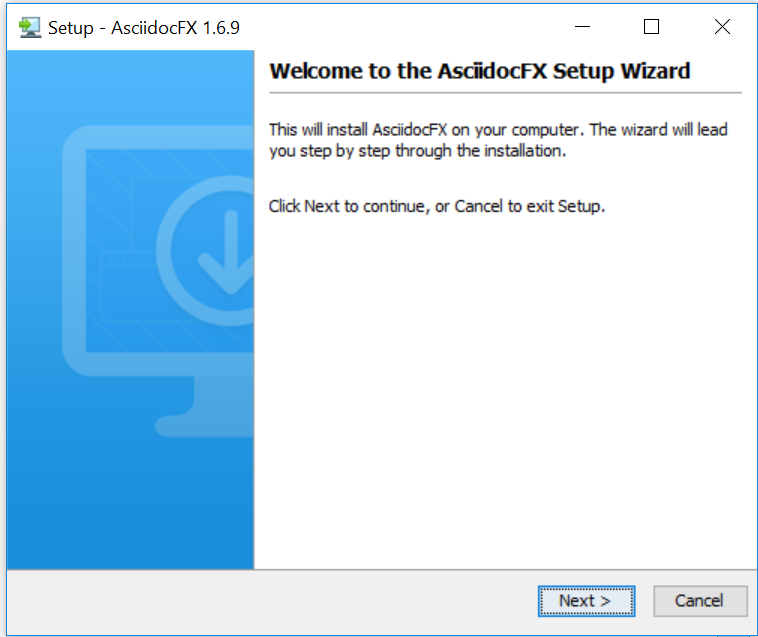 Setup - AsciidocFX 1.6.9
Welcome to the AsciidocFX Setup Wizard
This will install AsciidocFX on your computer. The wizard will lead
you step by step through the installation.
Click Next to continue, or Cancel to exit Setup.
Next >
Cancel